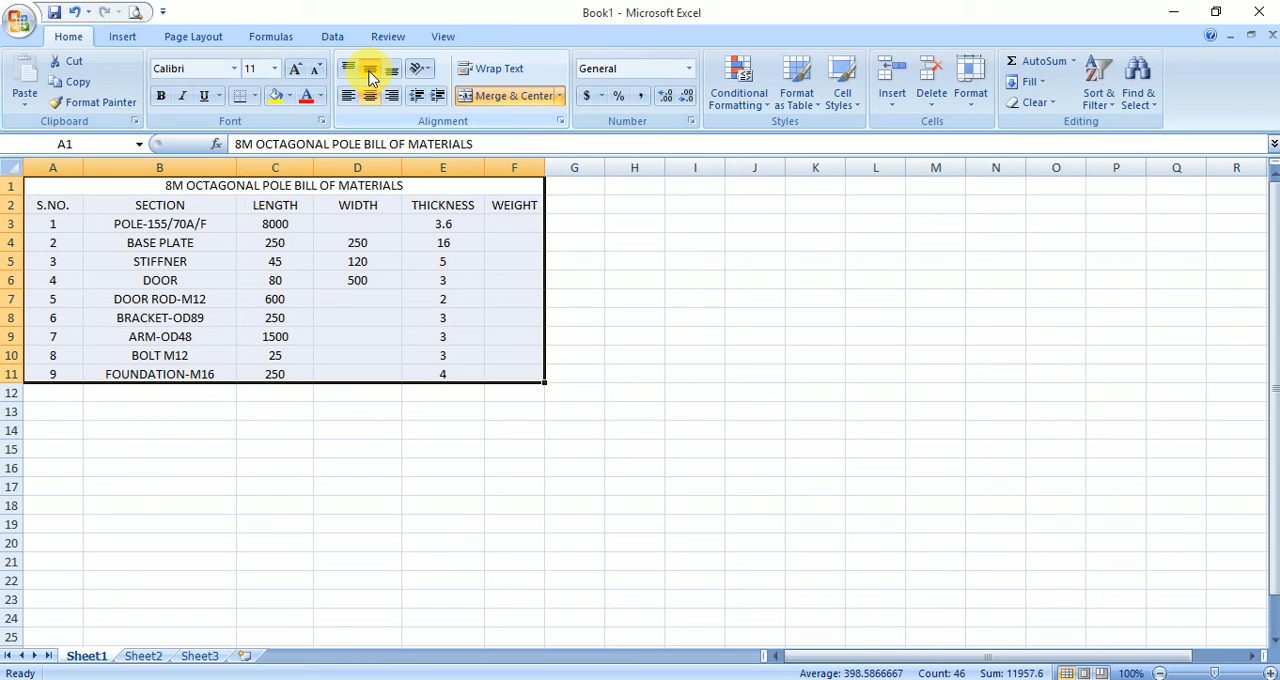 Book1 - Microsoft Excel
Home Insert Page Layout Formulas Data Review View
Paste Cut Copy Format Painter Clipboard
Calibri 11 B I U A Font
Wrap Text Merge & Center Alignment
General $ % , Number
Conditional Formatting Format as Table Cell Styles Styles
Insert Delete Format Cells
Σ AutoSum Fill Clear Sort & Filter Find & Select Editing
A1 fx 8M OCTAGONAL POLE BILL OF MATERIALS
A B C D E F G H I J K L M N O P Q R
1 8M OCTAGONAL POLE BILL OF MATERIALS
2 S.NO. SECTION LENGTH WIDTH THICKNESS WEIGHT
3 1 POLE-155/70A/F 8000 3.6
4 2 BASE PLATE 250 250 16
5 3 STIFFNER 45 120 5
6 4 DOOR 80 500 3
7 5 DOOR ROD-M12 600 2
8 6 BRACKET-OD89 250 3
9 7 ARM-OD48 1500 3
10 8 BOLT M12 25 3
11 9 FOUNDATION-M16 250 4
12
13
14
15
16
17
18
19
20
21
22
23
24
25
Sheet1 Sheet2 Sheet3
Ready Average: 398.5866667 Count: 46 Sum: 11957.6 100%